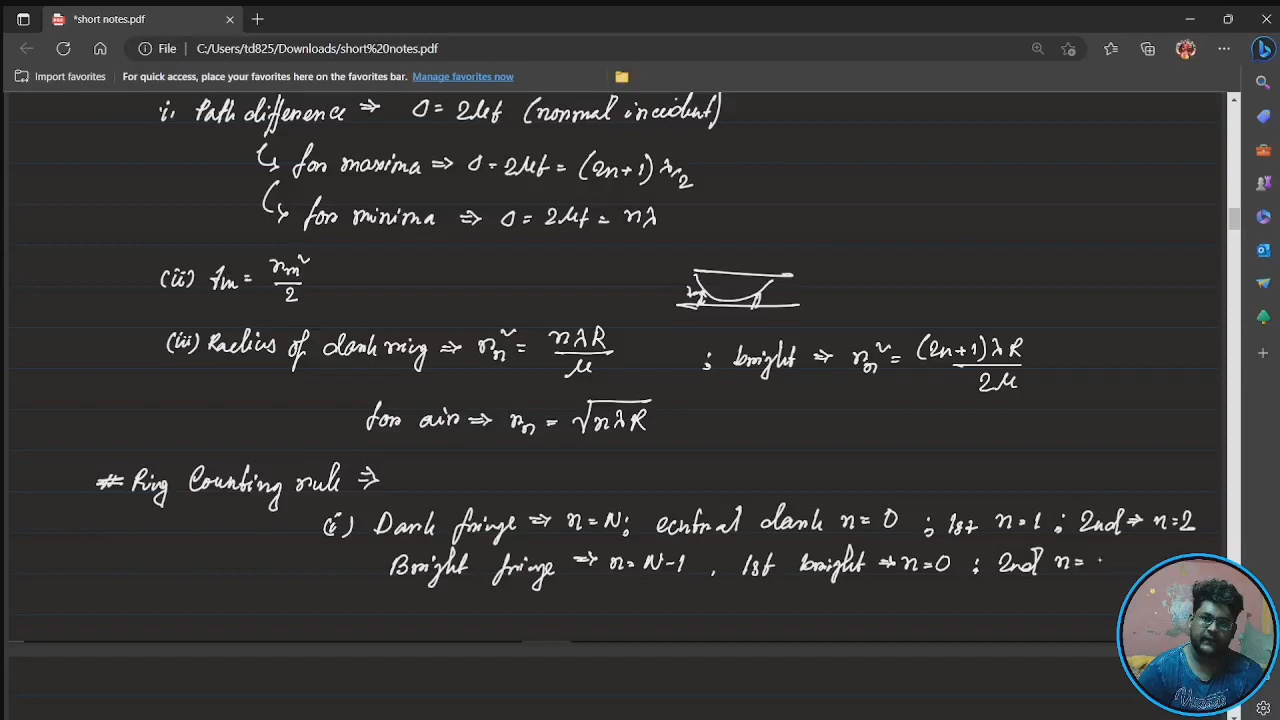 *short notes.pdf
File C:/Users/td825/Downloads/short%20notes.pdf
Import favorites For quick access, place your favorites here on the favorites bar. Manage favorites now
i, Path difference ⇒ Δ = 2μt (normal incident)
↳ for maxima ⇒ Δ = 2μt = (2n+1) λ/2
↳ for minima ⇒ Δ = 2μt = nλ
(ii) tm = rm²/2
(iii) Radius of dark ring ⇒ rn² = nλR/μ ; bright ⇒ rn² = (2n+1)λR/2μ
for air ⇒ rn = √nλR
# Ring Counting rule ⇒
(i) Dark fringe ⇒ n = N; central dark n = 0 ; 1st n = 1 ; 2nd ⇒ n = 2
Bright fringe ⇒ n = N-1 , 1st bright ⇒ n = 0 ; 2nd n =